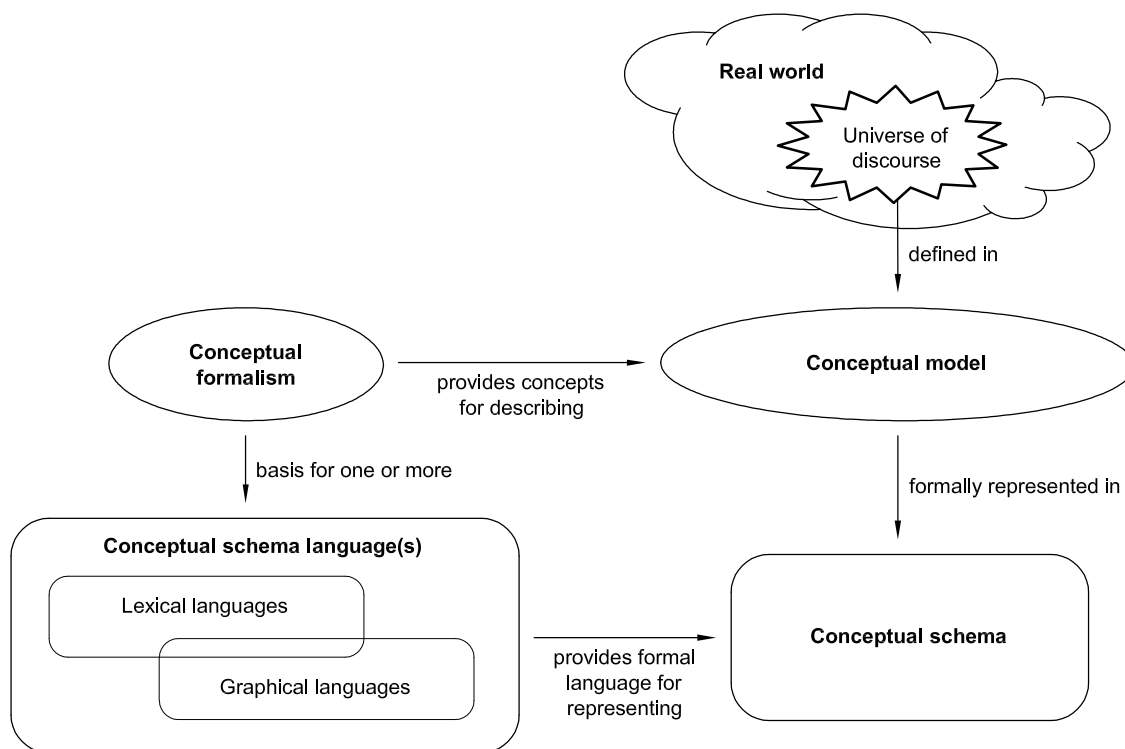 Real world
Universe of
discourse
defined in
Conceptual
formalism
provides concepts
for describing
Conceptual model
basis for one or more
formally represented in
Conceptual schema language(s)
Lexical languages
Graphical languages
provides formal
language for
representing
Conceptual schema